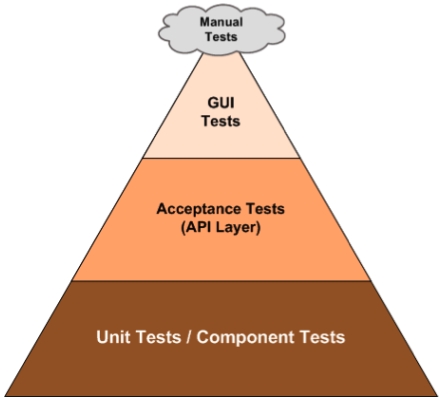 Manual
Tests
GUI
Tests
Acceptance Tests
(API Layer)
Unit Tests / Component Tests